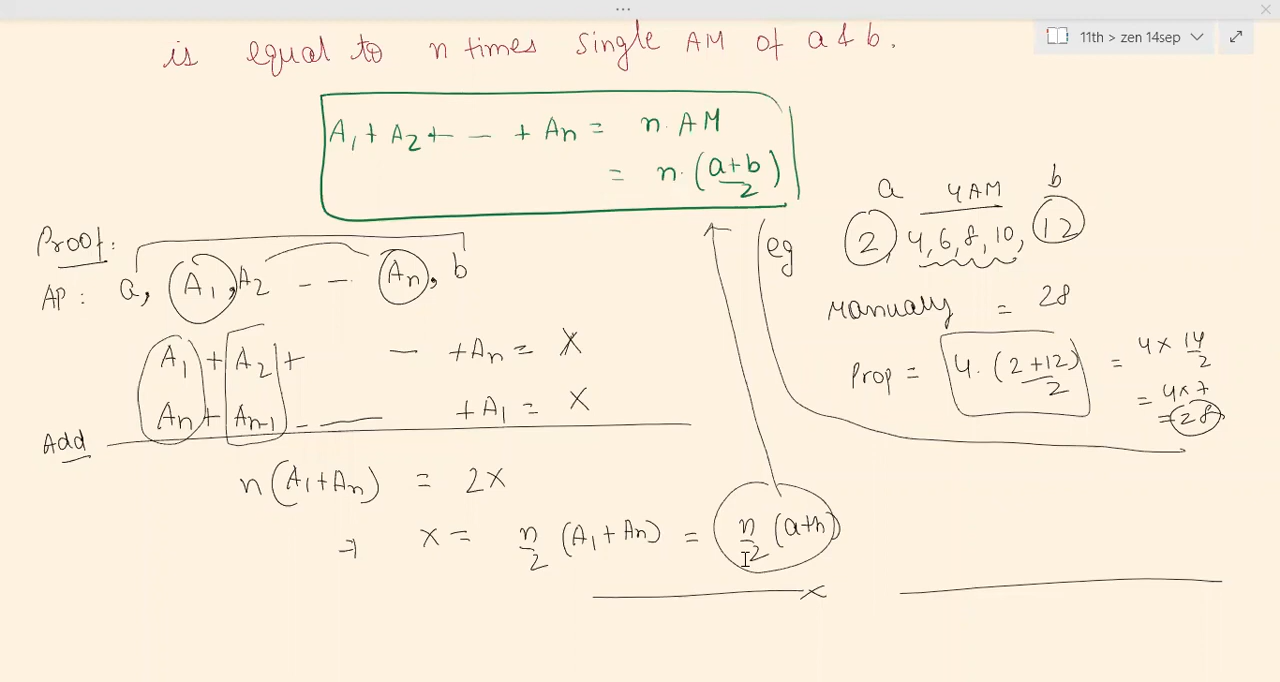 11th > zen 14sep
is equal to n times single AM of a & b.
A₁ + A₂ + - - + An = n. AM
= n. (a+b)/2
Proof:
AP : a, A₁, A₂ - - An, b
A₁ + A₂ + - + An = X
An + An-1 - - + A₁ = X
Add
n(A₁+An) = 2X
⇒ X = n/2 (A₁+An) = n/2 (a+b)
eg
a 4AM b
2 4, 6, 8, 10, 12
Manually = 28
Prop = 4. (2+12)/2 = 4 × 14/2
= 4×7
= 28